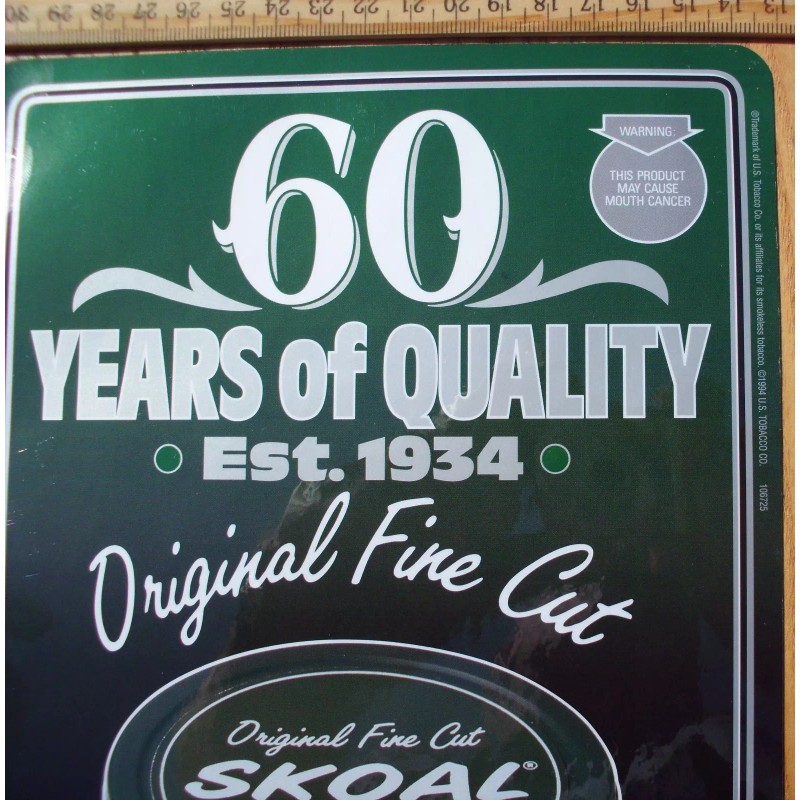 30 29 28 27 26 25 24 23 22 21 20 19 18 17 16 15 14 13
60
WARNING:
THIS PRODUCT
MAY CAUSE
MOUTH CANCER
YEARS of QUALITY
Est. 1934
Original Fine Cut
Original Fine Cut
SKOAL®
®Trademark of U.S. Tobacco Co. or its affiliates for its smokeless tobacco. ©1994 U.S. TOBACCO CO. 106725